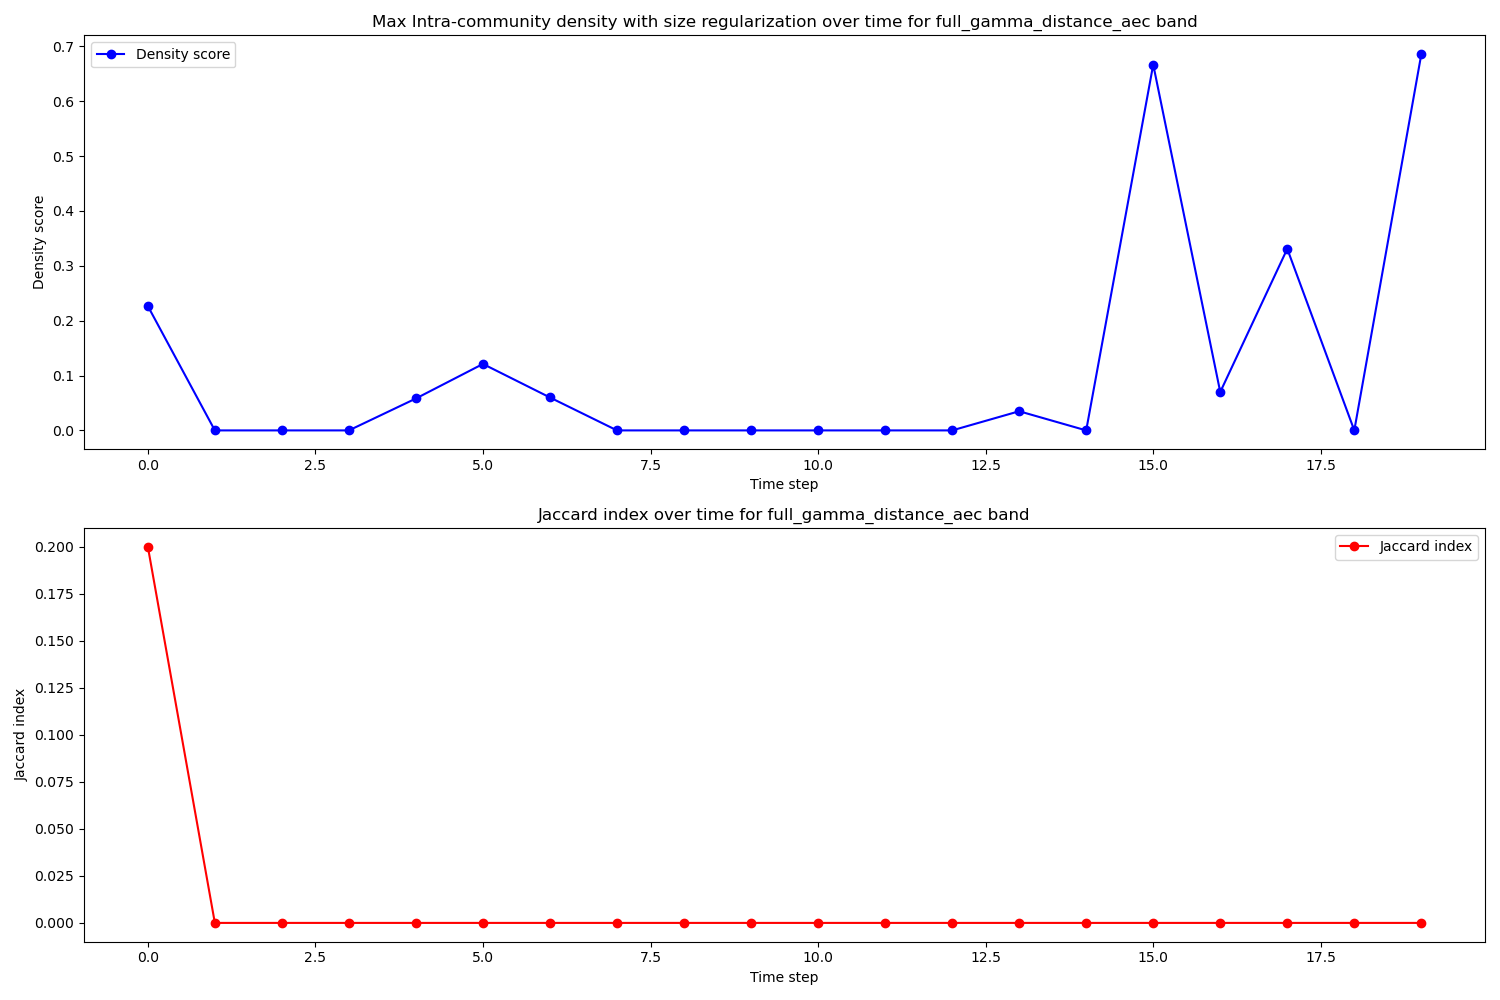 Max Intra-community density with size regularization over time for full_gamma_distance_aec band
Density score
Density score
0.7
0.6
0.5
0.4
0.3
0.2
0.1
0.0
0.0 2.5 5.0 7.5 10.0 12.5 15.0 17.5
Time step
Jaccard index over time for full_gamma_distance_aec band
Jaccard index
Jaccard index
0.200
0.175
0.150
0.125
0.100
0.075
0.050
0.025
0.000
0.0 2.5 5.0 7.5 10.0 12.5 15.0 17.5
Time step